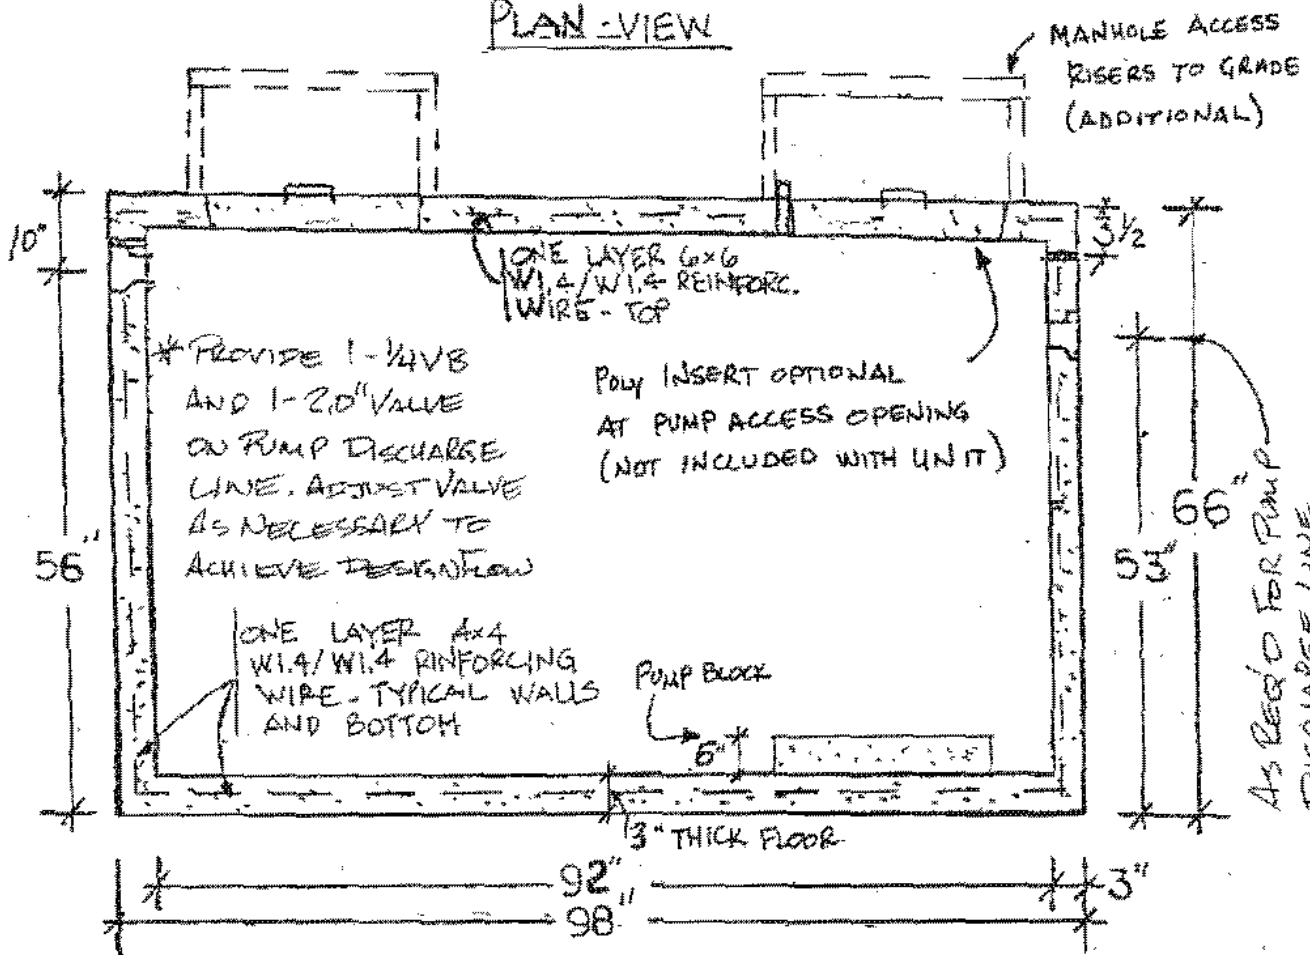 PLAN-VIEW
MANHOLE ACCESS
RISERS TO GRADE
(ADDITIONAL)
10"
3 1/2
ONE LAYER 6x6
W1.4/W1.4 REINFORC.
WIRE - TOP
* PROVIDE 1-1/4VB
AND 1-2.0" VALVE
ON PUMP DISCHARGE
LINE. ADJUST VALVE
AS NECESSARY TO
ACHIEVE DESIGN FLOW
POLY INSERT OPTIONAL
AT PUMP ACCESS OPENING
(NOT INCLUDED WITH UNIT)
56"
53"
66"
AS REQ'D FOR PUMP
ONE LAYER 4x4
W1.4/W1.4 RINFORCING
WIRE - TYPICAL WALLS
AND BOTTOM
PUMP BLOCK
6"
3" THICK FLOOR
92"
3"
98"